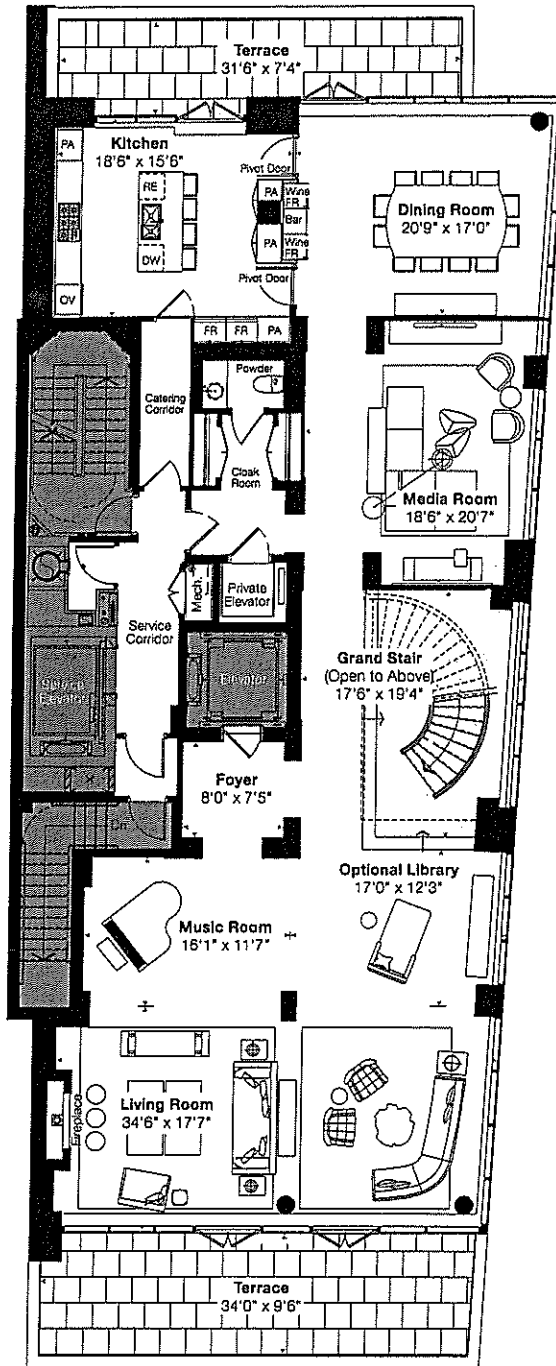 Terrace
31'6" x 7'4"
Kitchen
18'6" x 15'6"
PA
Pivot Door
RE
PA
Wine
FR
Bar
DW
PA
Wine
FR
Dining Room
20'9" x 17'0"
OV
Pivot Door
FR
FR
PA
Powder
Catering
Corridor
Cloak
Room
Media Room
18'6" x 20'7"
Mech.
Private
Elevator
Service
Corridor
Service
Elevator
Elevator
Grand Stair
(Open to Above)
17'6" x 19'4"
Foyer
8'0" x 7'5"
Dn
Optional Library
17'0" x 12'3"
Music Room
16'1" x 11'7"
Living Room
34'6" x 17'7"
Fireplace
Terrace
34'0" x 9'6"